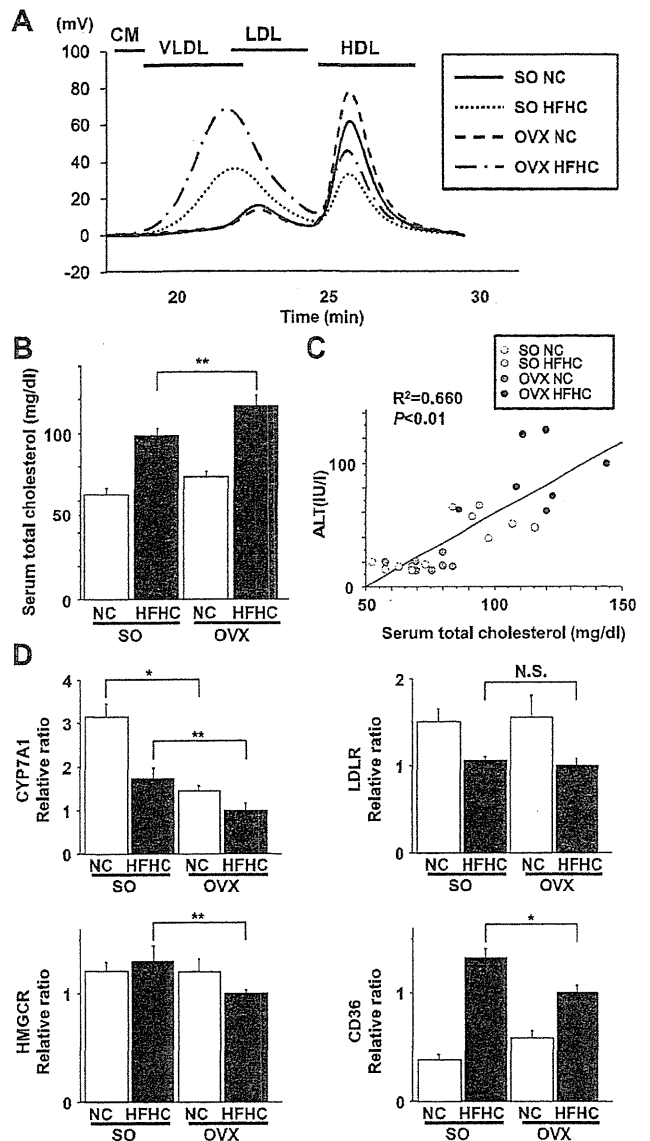 A
(mV)
CM
VLDL
LDL
HDL
100
80
60
40
20
0
-20
20
25
30
Time (min)
SO NC
SO HFHC
OVX NC
OVX HFHC
B
**
Serum total cholesterol (mg/dl)
100
50
0
NC HFHC NC HFHC
SO OVX
C
SO NC
SO HFHC
OVX NC
OVX HFHC
R²=0.660
P<0.01
ALT(IU/l)
100
0
50 100 150
Serum total cholesterol (mg/dl)
D
*
**
CYP7A1
Relative ratio
4
3
2
1
0
NC HFHC NC HFHC
SO OVX
N.S.
LDLR
Relative ratio
2
1
0
NC HFHC NC HFHC
SO OVX
**
HMGCR
Relative ratio
1
0
NC HFHC NC HFHC
SO OVX
*
CD36
Relative ratio
1
0
NC HFHC NC HFHC
SO OVX